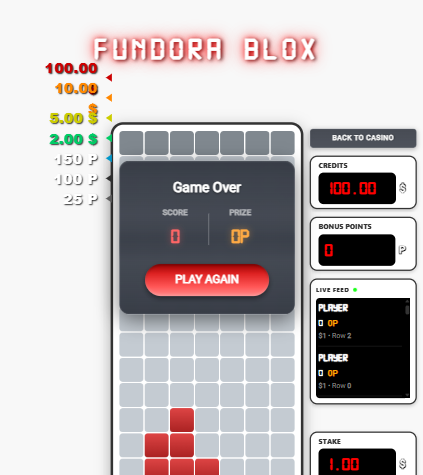 FUNDORA BLOX
100.00
10.00
$
5.00 $
2.00 $
150 P
100 P
25 P
Game Over
SCORE
PRIZE
0
0P
PLAY AGAIN
BACK TO CASINO
CREDITS
100.00 $
BONUS POINTS
0 P
LIVE FEED
PLAYER
0 0P
$1 - Row 2
PLAYER
0 0P
$1 - Row 0
STAKE
1.00 $